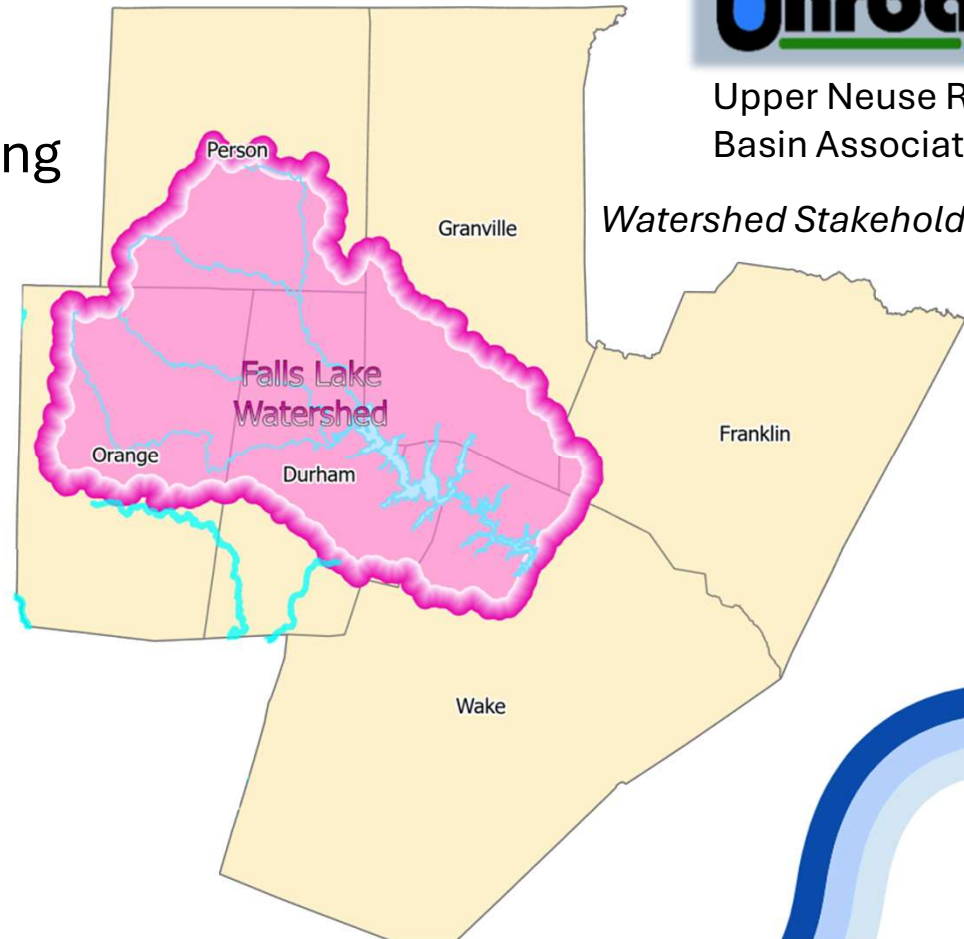 Upper Neuse R
Basin Associat
ng
Watershed Stakehold
Person
Granville
Falls Lake
Watershed
Franklin
Orange
Durham
Wake